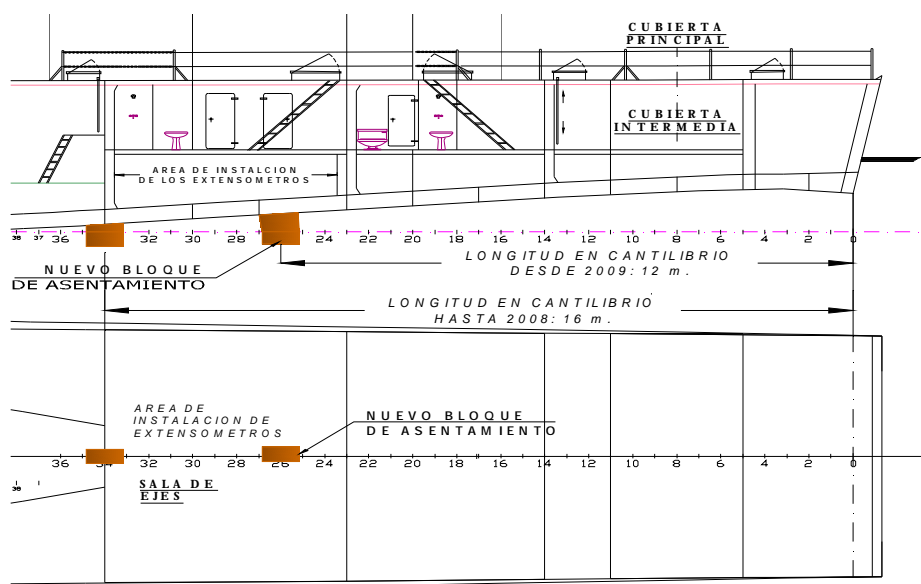 CUBIERTA
PRINCIPAL
CUBIERTA
INTERMEDIA
AREA DE INSTALCION
DE LOS EXTENSOMETROS
38 37 36 32 30 28 26 24 22 20 18 16 14 12 10 8 6 4 2 0
NUEVO BLOQUE
DE ASENTAMIENTO
LONGITUD EN CANTILIBRIO
DESDE 2009: 12 m.
LONGITUD EN CANTILIBRIO
HASTA 2008: 16 m.
AREA DE
INSTALACION DE
EXTENSOMETROS
NUEVO BLOQUE
DE ASENTAMIENTO
36 34 32 30 28 26 24 22 20 18 16 14 12 10 8 6 4 2 0
SALA DE
EJES
38